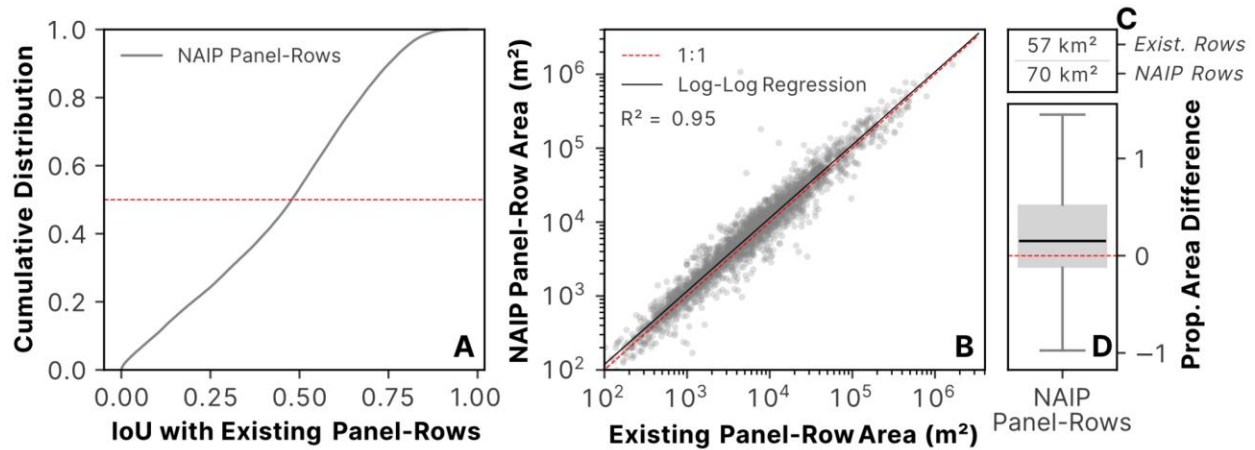 Cumulative Distribution
1.0
0.8
0.6
0.4
0.2
0.0
NAIP Panel-Rows
A
0.00 0.25 0.50 0.75 1.00
IoU with Existing Panel-Rows
NAIP Panel-Row Area (m²)
10⁶
10⁵
10⁴
10³
10²
1:1
Log-Log Regression
R² = 0.95
B
10² 10³ 10⁴ 10⁵ 10⁶
Existing Panel-Row Area (m²)
C
57 km² Exist. Rows
70 km² NAIP Rows
1
0
−1
Prop. Area Difference
D
NAIP
Panel-Rows